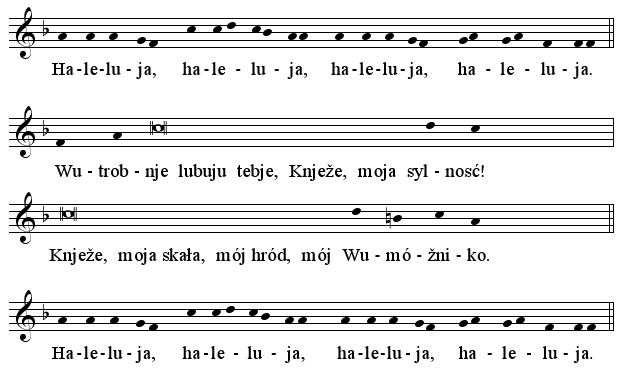 Ha-le-lu-ja, ha-le-lu-ja, ha-le-lu-ja, ha-le-lu-ja.
Wu-trob-nje lubuju tebje, Knježe, moja syl-nosć!
Knježe, moja skała, mój hród, mój Wu-mó-žni-ko.
Ha-le-lu-ja, ha-le-lu-ja, ha-le-lu-ja, ha-le-lu-ja.